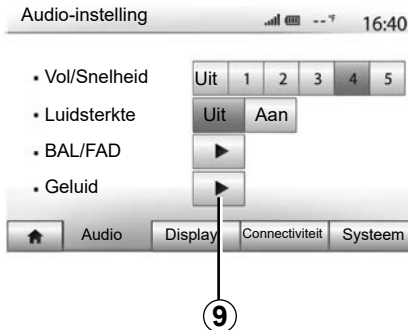 Audio-instelling --°F 16:40
Vol/Snelheid Uit 1 2 3 4 5
Luidsterkte Uit Aan
BAL/FAD
Geluid
Audio Display Connectiviteit Systeem
9